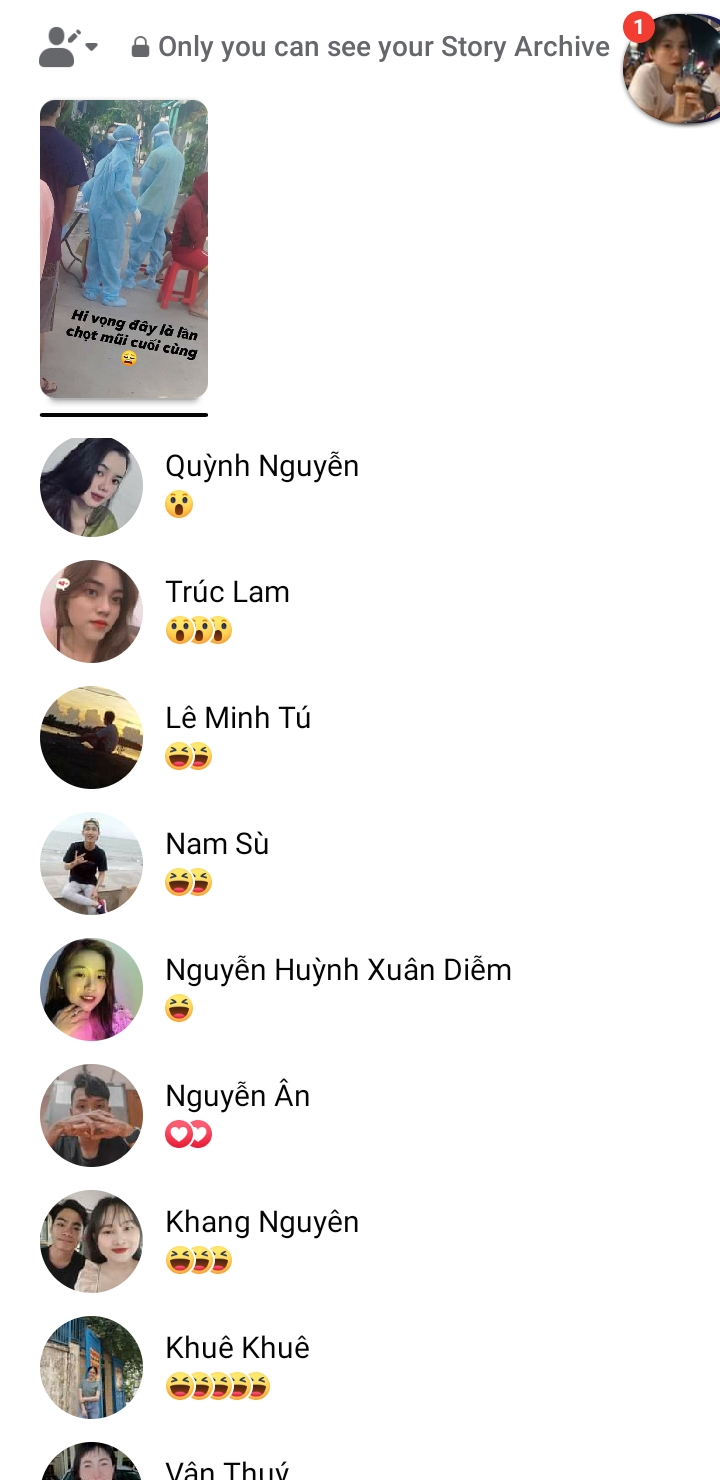 Only you can see your Story Archive
1
Hi vọng đây là lần
chọt mũi cuối cùng
Quỳnh Nguyễn
Trúc Lam
Lê Minh Tú
Nam Sù
Nguyễn Huỳnh Xuân Diễm
Nguyễn Ân
Khang Nguyên
Khuê Khuê
Vân Thuý